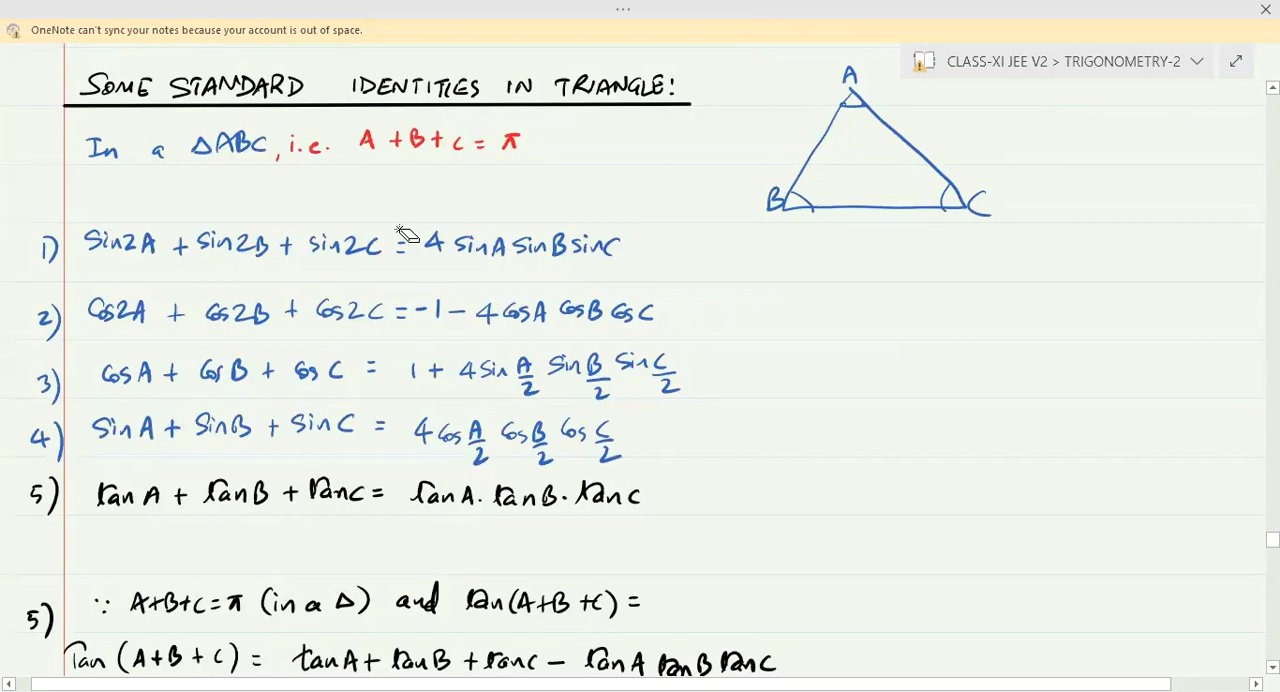 OneNote can't sync your notes because your account is out of space.
CLASS-XI JEE V2 > TRIGONOMETRY-2
SOME STANDARD IDENTITIES IN TRIANGLE:
A
In a ΔABC, i.e. A + B + C = π
B C
1) Sin2A + sin2B + sin2C = 4 sinA sinB sinC
2) Cos2A + Cos2B + Cos2C = -1 - 4 cosA cosB cosC
3) CosA + CosB + Cos C = 1 + 4 Sin A/2 Sin B/2 Sin C/2
4) SinA + SinB + SinC = 4 Cos A/2 Cos B/2 Cos C/2
5) tanA + tanB + tanC = tanA. tanB. tanC
5) ∵ A+B+C = π (in a Δ) and tan(A+B+C) =
Tan (A+B+C) = tanA + tanB + tanC - tanA tanB tanC